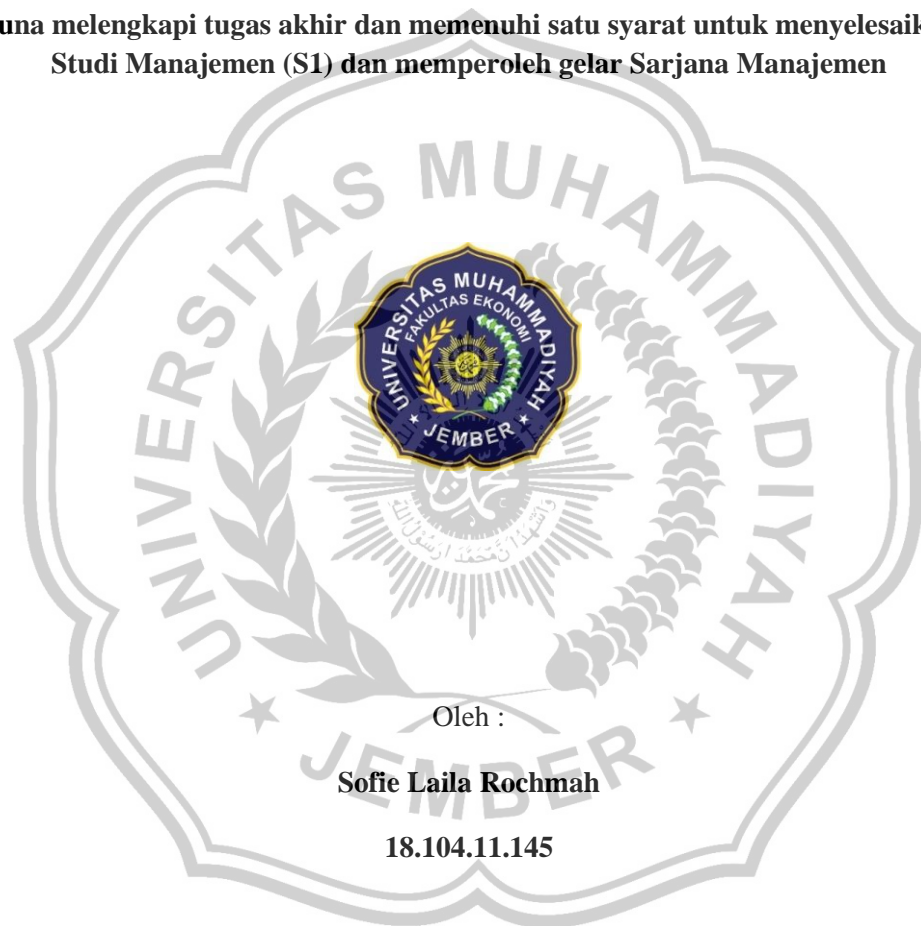 una melengkapi tugas akhir dan memenuhi satu syarat untuk menyelesaik
Studi Manajemen (S1) dan memperoleh gelar Sarjana Manajemen
UNIVERSITAS MUHAMMADIYAH
JEMBER
UNIVERSITAS MUHAMMADIYAH
FAKULTAS EKONOMI
JEMBER
Oleh :
Sofie Laila Rochmah
18.104.11.145